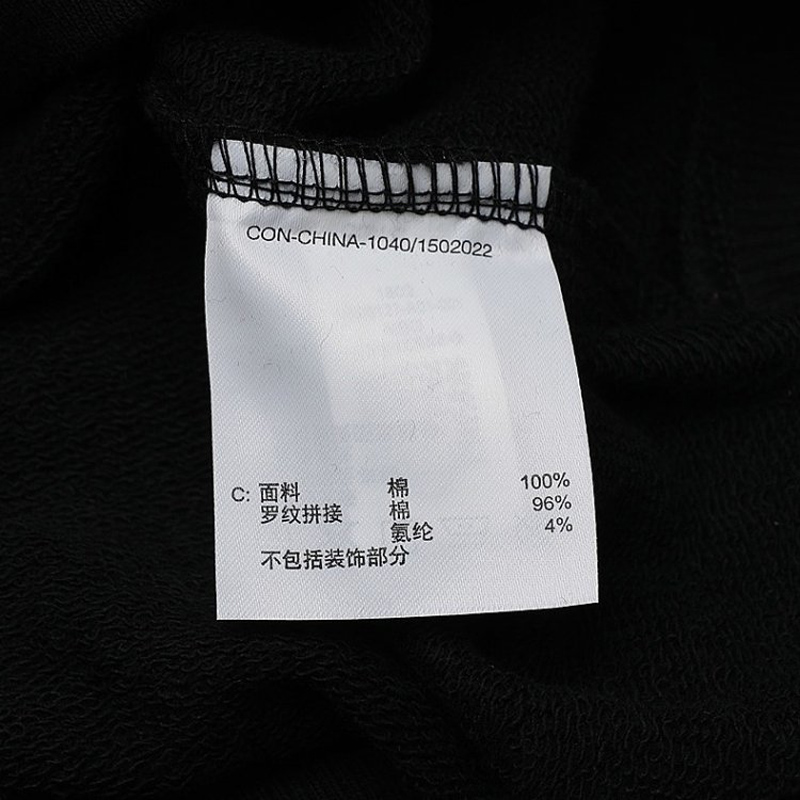 CON-CHINA-1040/1502022
C: 面料 棉 100%
罗纹拼接 棉 96%
氨纶 4%
不包括装饰部分